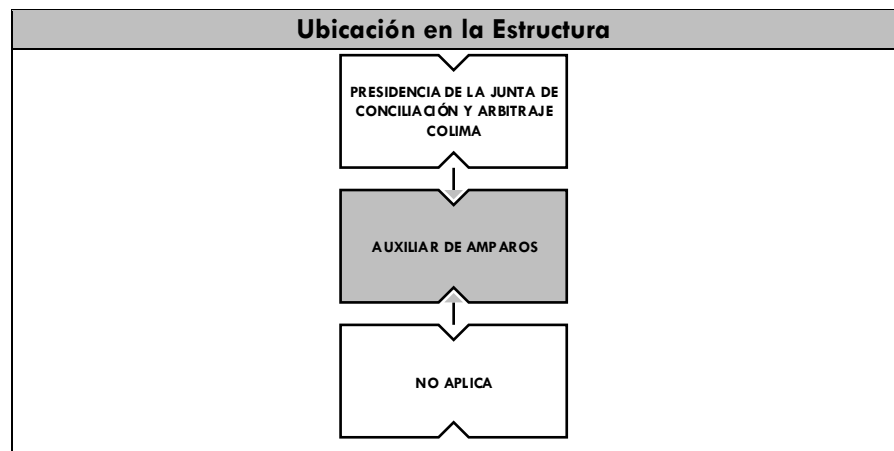 Ubicación en la Estructura
PRESIDENCIA DE LA JUNTA DE
CONCILIACIÓN Y ARBITRAJE
COLIMA
AUXILIAR DE AMPAROS
NO APLICA